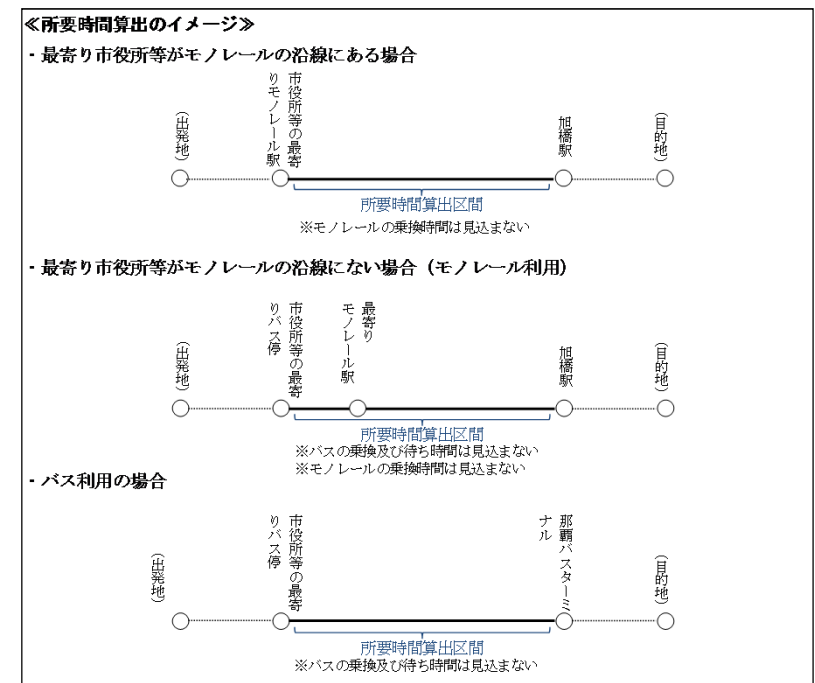 ≪所要時間算出のイメージ≫
・最寄り市役所等がモノレールの沿線にある場合
(出発地)
市役所等の最寄
りモノレール駅
旭橋駅
(目的地)
所要時間算出区間
※モノレールの乗換時間は見込まない
・最寄り市役所等がモノレールの沿線にない場合(モノレール利用)
(出発地)
市役所等の最寄
りバス停
最寄り
モノレール駅
旭橋駅
(目的地)
所要時間算出区間
※バスの乗換及び待ち時間は見込まない
※モノレールの乗換時間は見込まない
・バス利用の場合
(出発地)
市役所等の最寄
りバス停
那覇バスターミ
ナル
(目的地)
所要時間算出区間
※バスの乗換及び待ち時間は見込まない